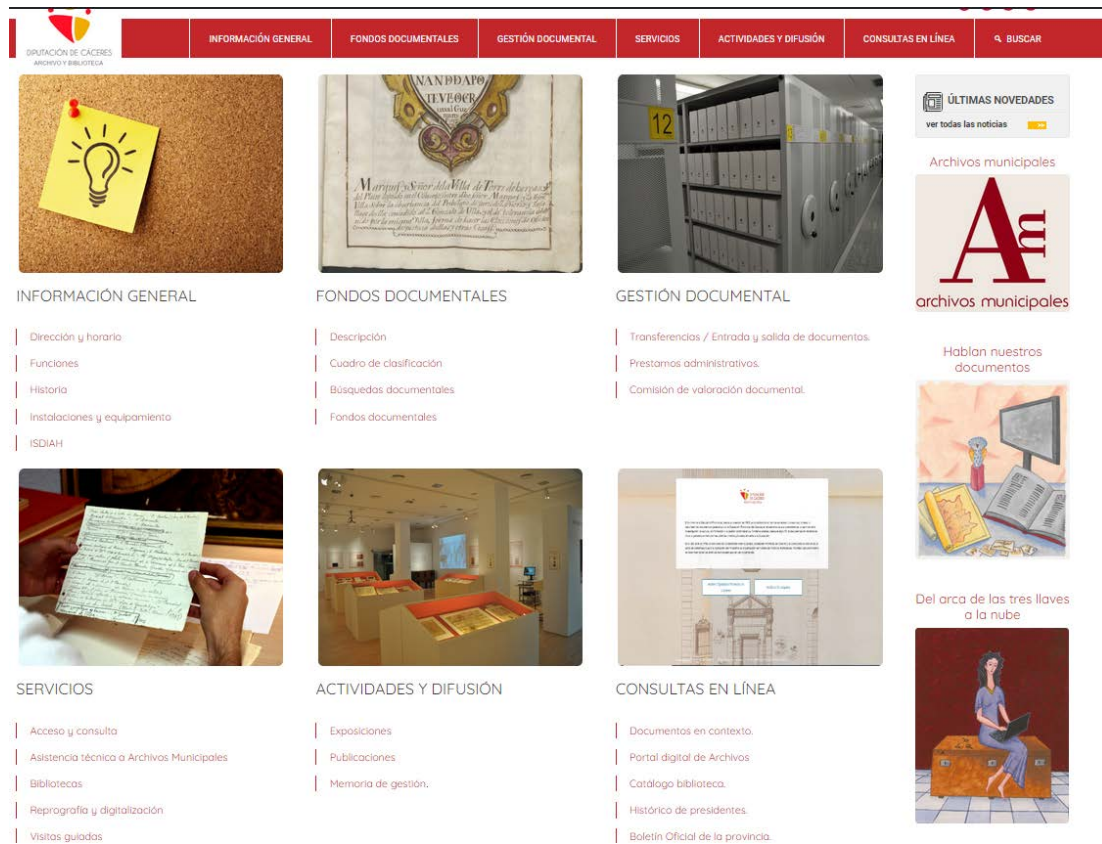 DIPUTACIÓN DE CÁCERES
ARCHIVO Y BIBLIOTECA
INFORMACIÓN GENERAL
FONDOS DOCUMENTALES
GESTIÓN DOCUMENTAL
SERVICIOS
ACTIVIDADES Y DIFUSIÓN
CONSULTAS EN LÍNEA
BUSCAR
NANDDAPO
TEVEOCR
12
ÚLTIMAS NOVEDADES
ver todas las noticias
Archivos municipales
Am
archivos municipales
INFORMACIÓN GENERAL
Dirección y horario
Funciones
Historia
Instalaciones y equipamiento
ISDIAH
FONDOS DOCUMENTALES
Descripción
Cuadro de clasificación
Búsquedas documentales
Fondos documentales
GESTIÓN DOCUMENTAL
Transferencias / Entrada y salida de documentos.
Prestamos administrativos.
Comisión de valoración documental.
Hablan nuestros
documentos
Del arca de las tres llaves
a la nube
SERVICIOS
Acceso y consulta
Asistencia técnica a Archivos Municipales
Bibliotecas
Reprografía y digitalización
Visitas guiadas
ACTIVIDADES Y DIFUSIÓN
Exposiciones
Publicaciones
Memoria de gestión.
CONSULTAS EN LÍNEA
Documentos en contexto.
Portal digital de Archivos
Catálogo biblioteca.
Histórico de presidentes.
Boletín Oficial de la provincia.